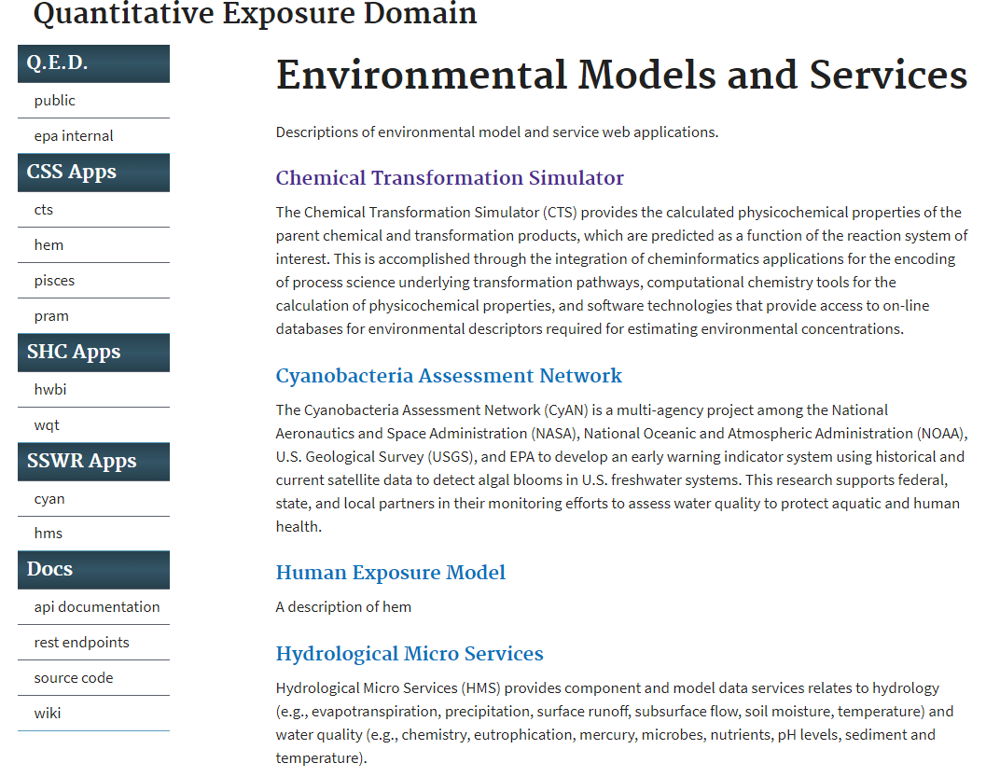 Quantitative Exposure Domain
Q.E.D.
public
epa internal
CSS Apps
cts
hem
pisces
pram
SHC Apps
hwbi
wqt
SSWR Apps
cyan
hms
Docs
api documentation
rest endpoints
source code
wiki
Environmental Models and Services
Descriptions of environmental model and service web applications.
Chemical Transformation Simulator
The Chemical Transformation Simulator (CTS) provides the calculated physicochemical properties of the
parent chemical and transformation products, which are predicted as a function of the reaction system of
interest. This is accomplished through the integration of cheminformatics applications for the encoding
of process science underlying transformation pathways, computational chemistry tools for the
calculation of physicochemical properties, and software technologies that provide access to on-line
databases for environmental descriptors required for estimating environmental concentrations.
Cyanobacteria Assessment Network
The Cyanobacteria Assessment Network (CyAN) is a multi-agency project among the National
Aeronautics and Space Administration (NASA), National Oceanic and Atmospheric Administration (NOAA),
U.S. Geological Survey (USGS), and EPA to develop an early warning indicator system using historical and
current satellite data to detect algal blooms in U.S. freshwater systems. This research supports federal,
state, and local partners in their monitoring efforts to assess water quality to protect aquatic and human
health.
Human Exposure Model
A description of hem
Hydrological Micro Services
Hydrological Micro Services (HMS) provides component and model data services relates to hydrology
(e.g., evapotranspiration, precipitation, surface runoff, subsurface flow, soil moisture, temperature) and
water quality (e.g., chemistry, eutrophication, mercury, microbes, nutrients, pH levels, sediment and
temperature).